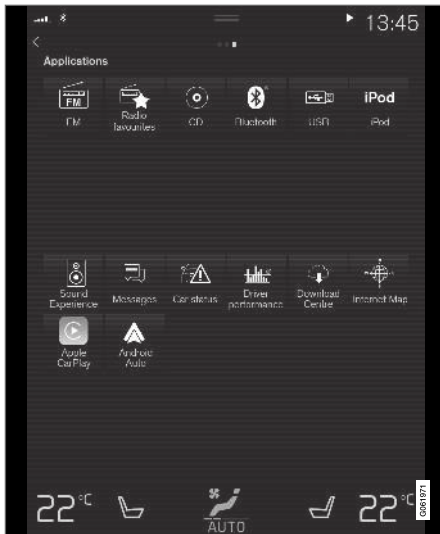 13:45
Applications
FM
iPod
FM
Radio
favourites
CD
Bluetooth
USB
iPod
Sound
Experience
Messages
Car status
Driver
performance
Download
Centre
Internet Map
Apple
CarPlay
Android
Auto
22°C
22°C
AUTO
G061971